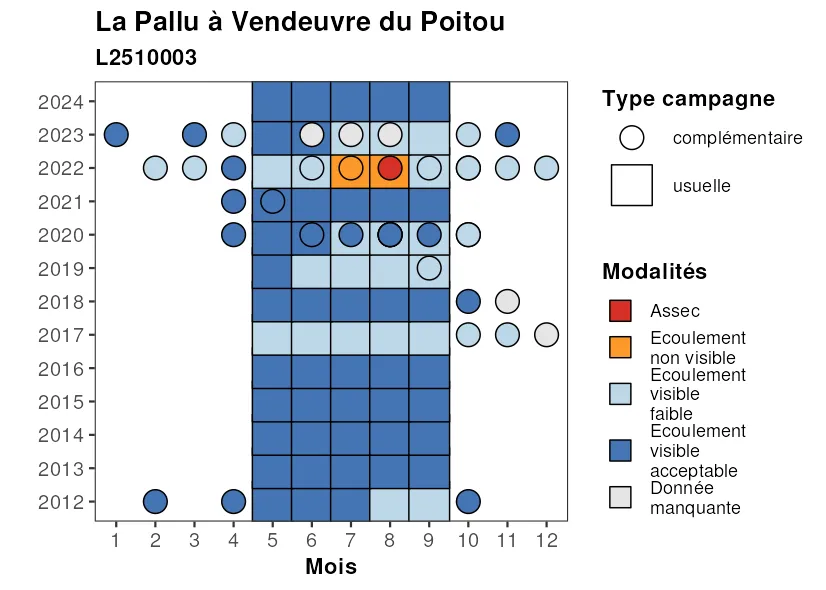 La Pallu à Vendeuvre du Poitou
L2510003
2024
2023
2022
2021
2020
2019
2018
2017
2016
2015
2014
2013
2012
1 2 3 4 5 6 7 8 9 10 11 12
Mois
Type campagne
complémentaire
usuelle
Modalités
Assec
Ecoulement
non visible
Ecoulement
visible
faible
Ecoulement
visible
acceptable
Donnée
manquante